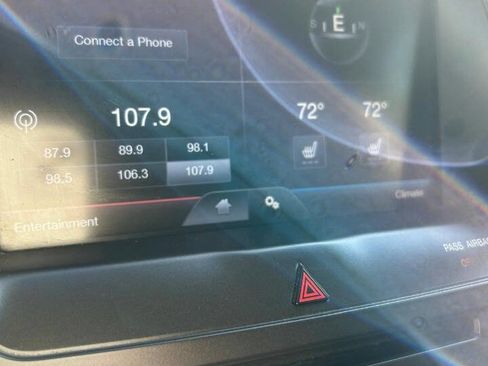 S E N
Connect a Phone
107.9
72° 72°
87.9 89.9 98.1
98.5 106.3 107.9
Climate
Entertainment
PASS AIRBAG